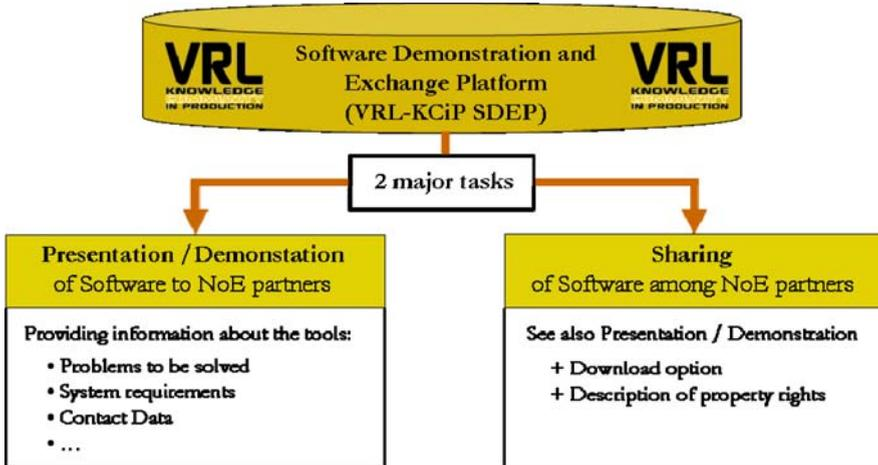 VRL
KNOWLEDGE
IN PRODUCTION
Software Demonstration and
Exchange Platform
(VRL-KCiP SDEP)
VRL
KNOWLEDGE
IN PRODUCTION
2 major tasks
Presentation / Demonstation
of Software to NoE partners
Providing information about the tools:
• Problems to be solved
• System requirements
• Contact Data
• ...
Sharing
of Software among NoE partners
See also Presentation / Demonstration
+ Download option
+ Description of property rights